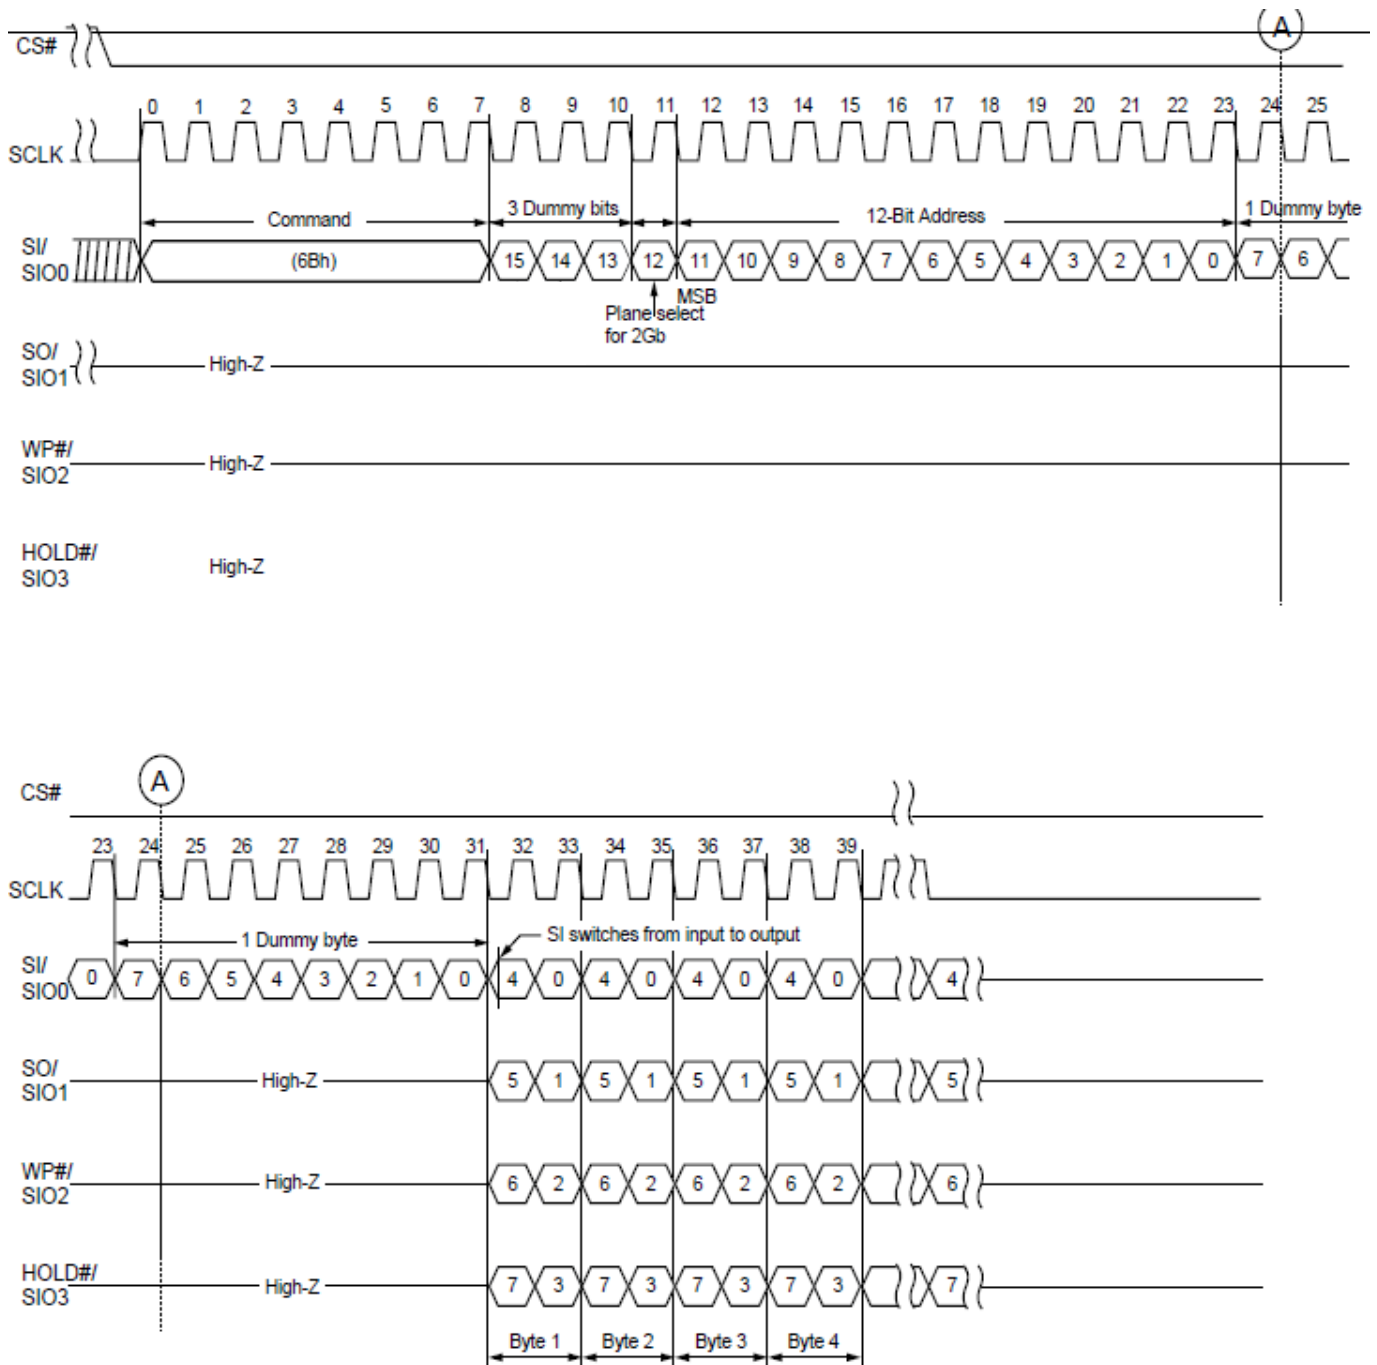 A
CS#
0 1 2 3 4 5 6 7 8 9 10 11 12 13 14 15 16 17 18 19 20 21 22 23 24 25
SCLK
Command 3 Dummy bits 12-Bit Address 1 Dummy byte
SI/
SIO0
(6Bh) 15 14 13 12 11 10 9 8 7 6 5 4 3 2 1 0 7 6
MSB
Plane select
for 2Gb
SO/
SIO1
High-Z
WP#/
SIO2
High-Z
HOLD#/
SIO3
High-Z
A
CS#
23 24 25 26 27 28 29 30 31 32 33 34 35 36 37 38 39
SCLK
1 Dummy byte SI switches from input to output
SI/
SIO0
0 7 6 5 4 3 2 1 0 4 0 4 0 4 0 4 0 4
SO/
SIO1
High-Z 5 1 5 1 5 1 5 1 5
WP#/
SIO2
High-Z 6 2 6 2 6 2 6 2 6
HOLD#/
SIO3
High-Z 7 3 7 3 7 3 7 3 7
Byte 1 Byte 2 Byte 3 Byte 4